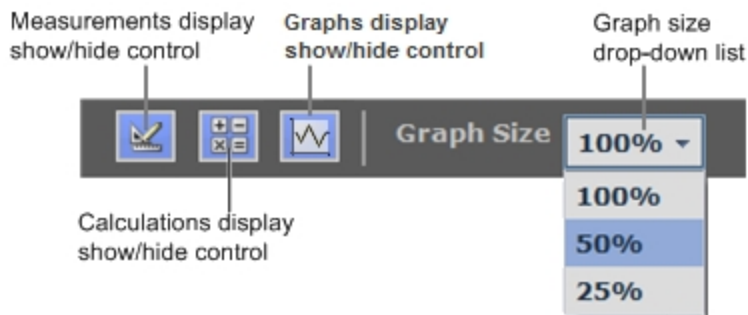 Measurements display
show/hide control
Graphs display
show/hide control
Graph size
drop-down list
Graph Size
100%
100%
50%
25%
Calculations display
show/hide control